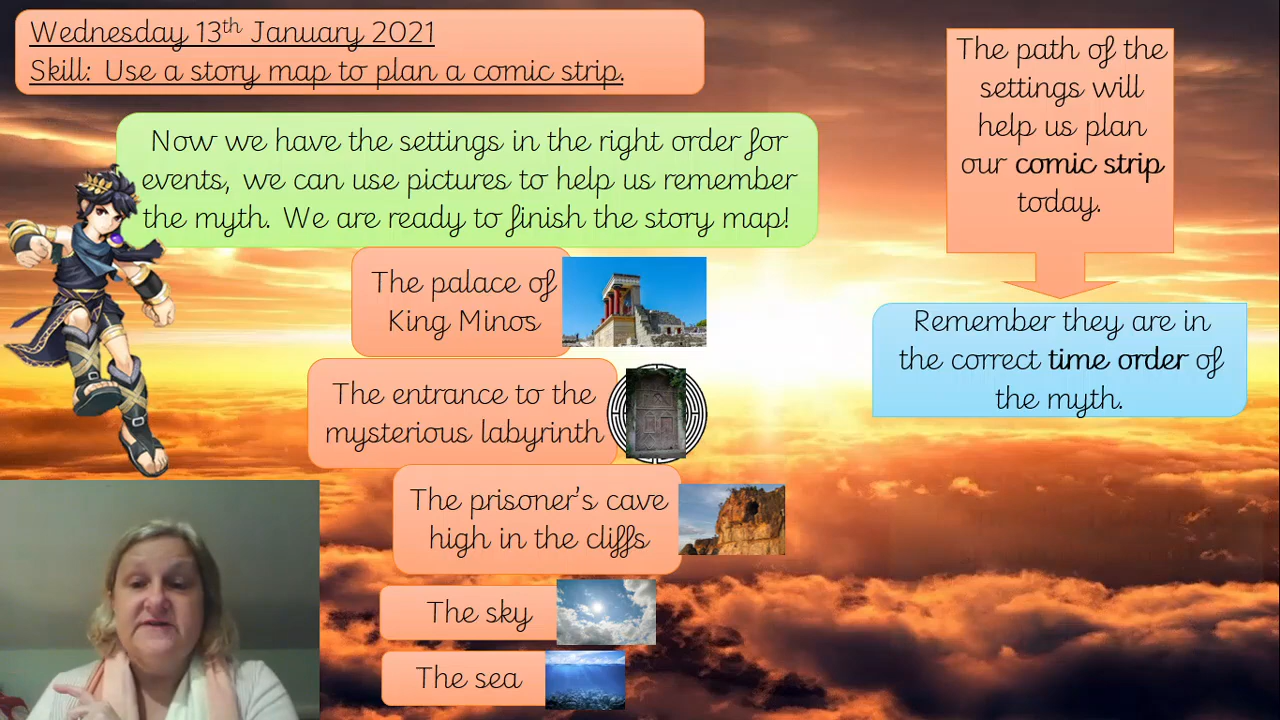 Wednesday 13th January 2021
Skill: Use a story map to plan a comic strip.
Now we have the settings in the right order for
events, we can use pictures to help us remember
the myth. We are ready to finish the story map!
The palace of
King Minos
The entrance to the
mysterious labyrinth
The prisoner's cave
high in the cliffs
The sky
The sea
The path of the
settings will
help us plan
our comic strip
today.
Remember they are in
the correct time order of
the myth.